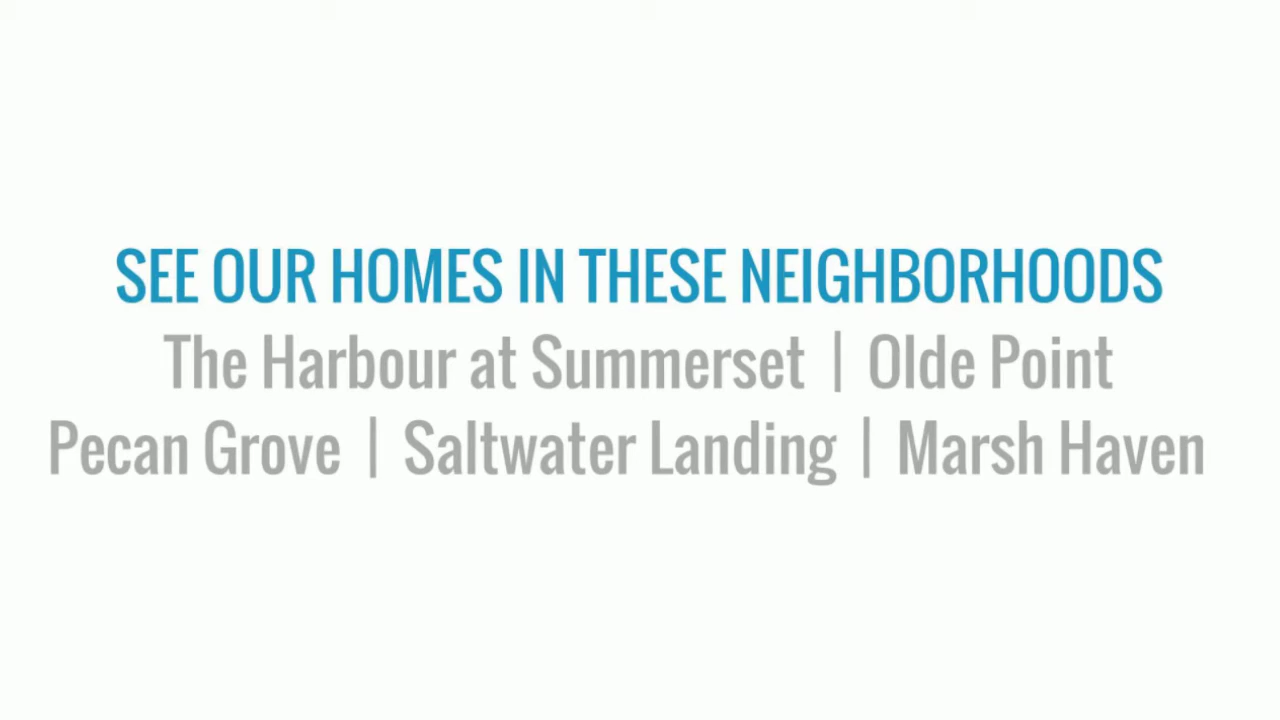 SEE OUR HOMES IN THESE NEIGHBORHOODS
The Harbour at Summerset | Olde Point
Pecan Grove | Saltwater Landing | Marsh Haven